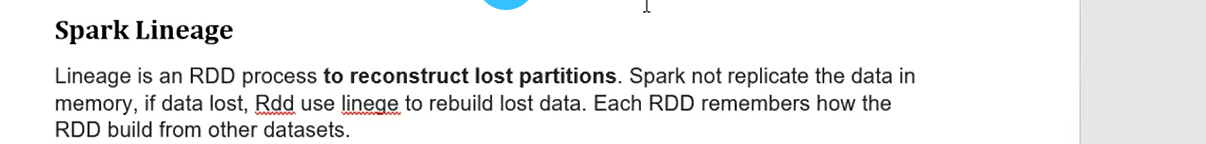 Spark Lineage
Lineage is an RDD process to reconstruct lost partitions. Spark not replicate the data in
memory, if data lost, Rdd use linege to rebuild lost data. Each RDD remembers how the
RDD build from other datasets.